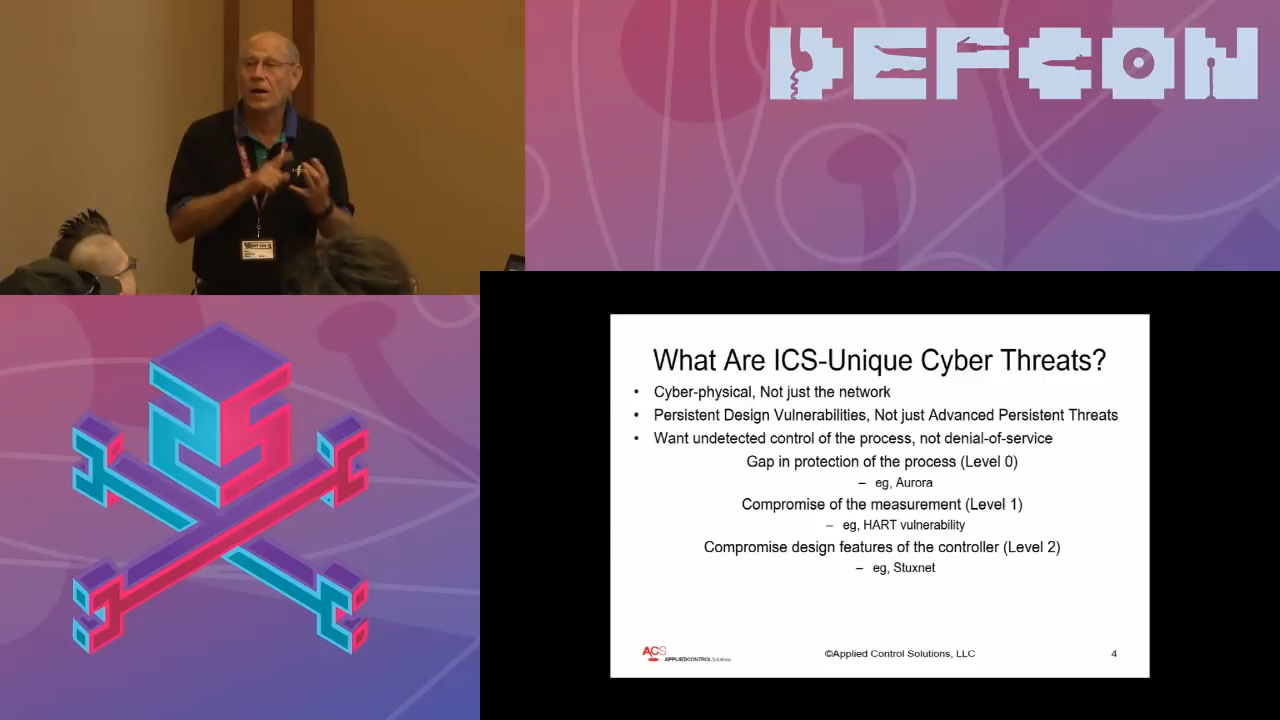 DEFCON
What Are ICS-Unique Cyber Threats?
• Cyber-physical, Not just the network
• Persistent Design Vulnerabilities, Not just Advanced Persistent Threats
• Want undetected control of the process, not denial-of-service
Gap in protection of the process (Level 0)
– eg, Aurora
Compromise of the measurement (Level 1)
– eg, HART vulnerability
Compromise design features of the controller (Level 2)
– eg, Stuxnet
ACS APPLIEDCONTROLSolutions
©Applied Control Solutions, LLC
4